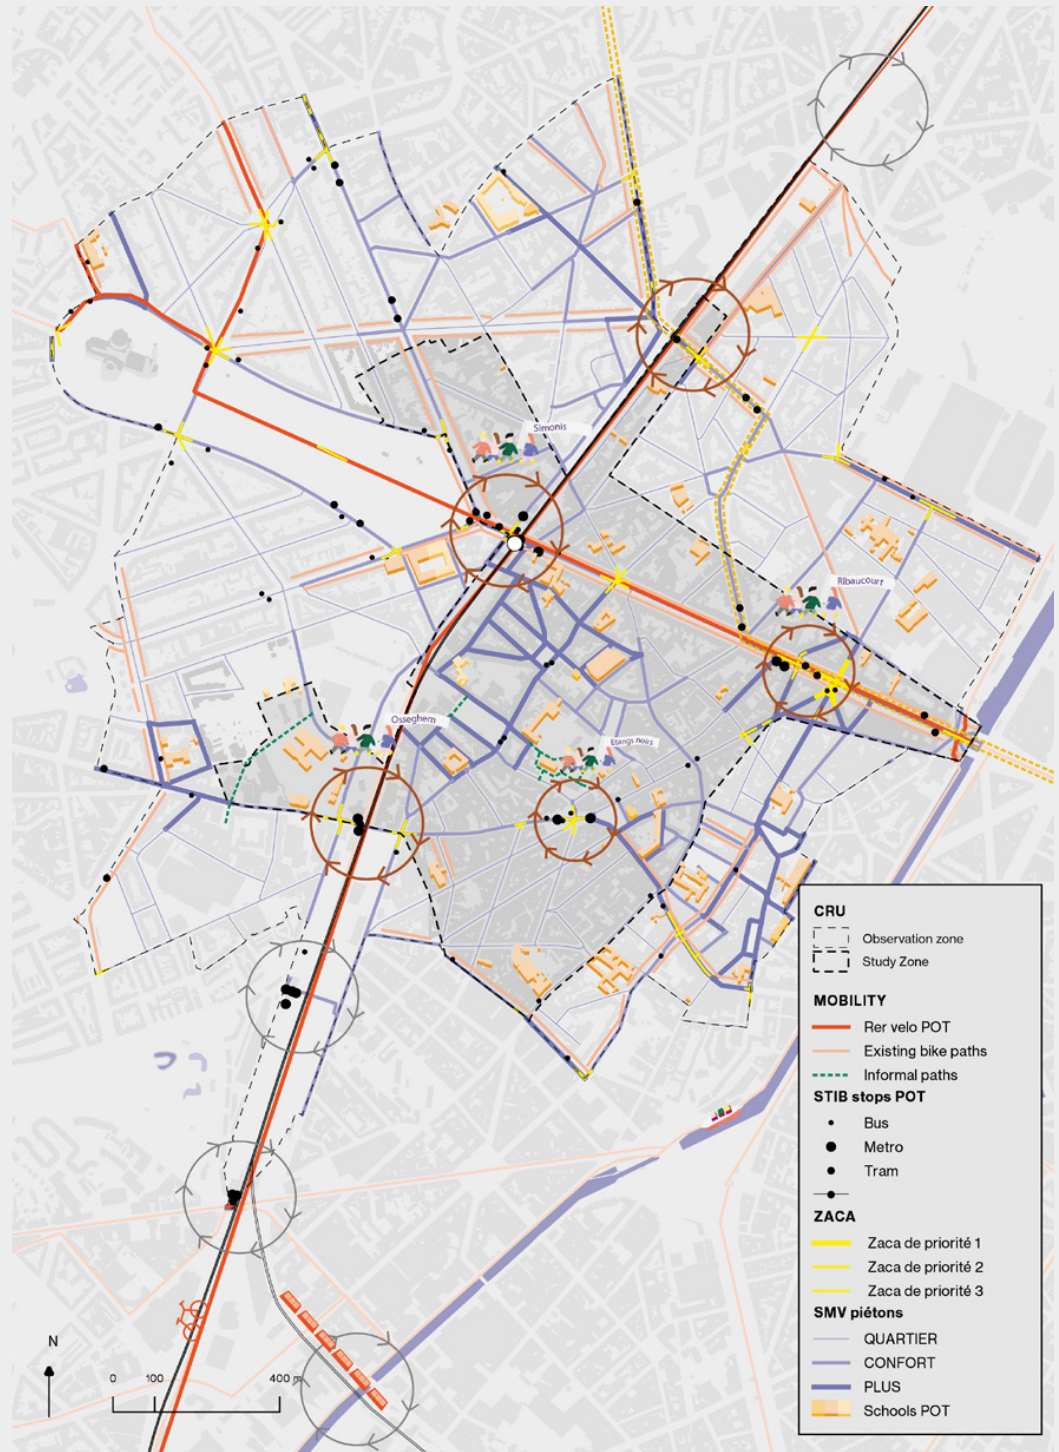 Simonis
Ribaucourt
Osseghem
Etangs noirs
CRU
Observation zone
Study Zone
MOBILITY
Rer velo POT
Existing bike paths
Informal paths
STIB stops POT
Bus
Metro
Tram
ZACA
Zaca de priorité 1
Zaca de priorité 2
Zaca de priorité 3
SMV piétons
QUARTIER
CONFORT
PLUS
Schools POT
N
0 100 400 m